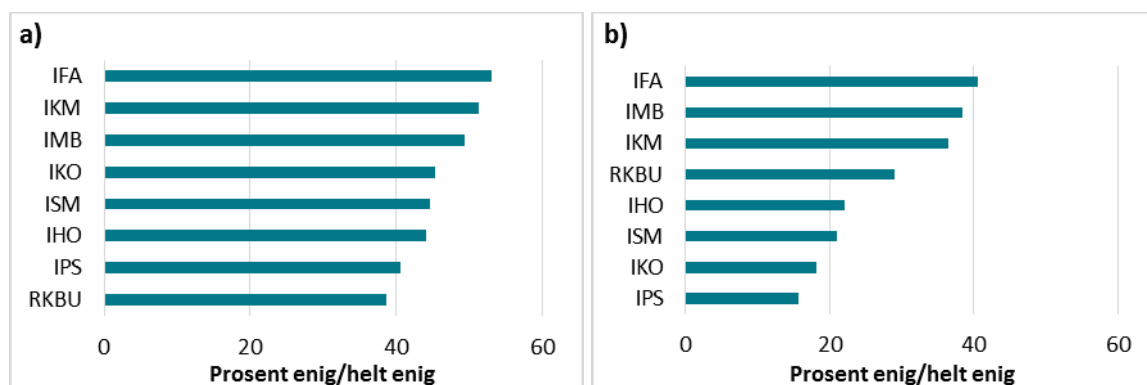 a)
IFA
IKM
IMB
IKO
ISM
IHO
IPS
RKBU
0 20 40 60
Prosent enig/helt enig
b)
IFA
IMB
IKM
RKBU
IHO
ISM
IKO
IPS
0 20 40 60
Prosent enig/helt enig